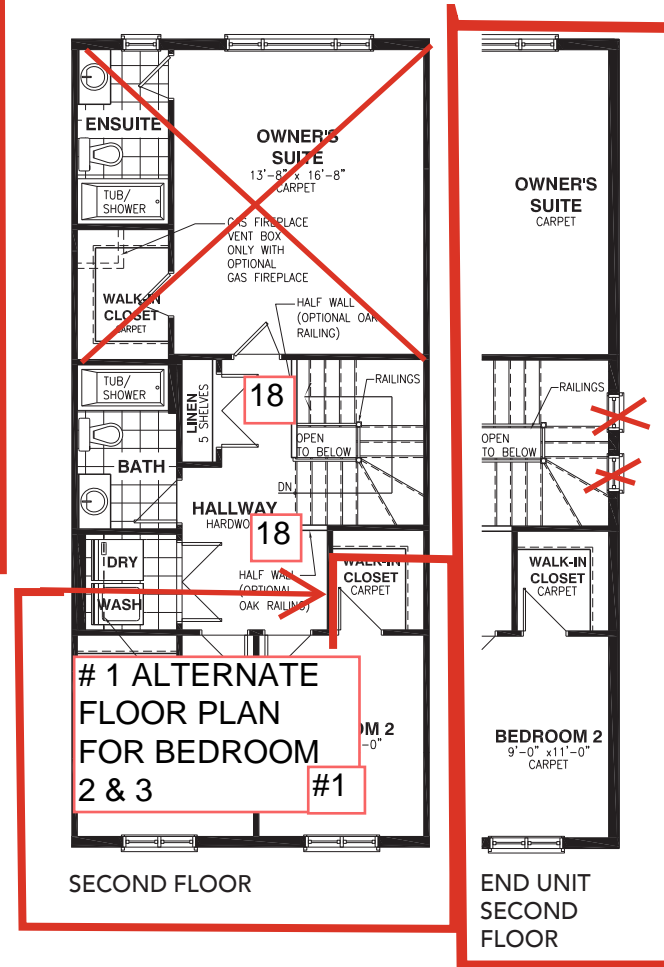 ENSUITE
OWNER'S
SUITE
13'-8" x 16'-8"
CARPET
TUB/
SHOWER
GAS FIREPLACE
VENT BOX
ONLY WITH
OPTIONAL
GAS FIREPLACE
WALK-IN
CLOSET
CARPET
HALF WALL
(OPTIONAL OAK
RAILING)
TUB/
SHOWER
LINEN
5 SHELVES
18
RAILINGS
OPEN
TO BELOW
BATH
DN
HALLWAY
18
DRY
WASH
HALF WALL
(OPTIONAL
OAK RAILING)
WALK-IN
CLOSET
CARPET
# 1 ALTERNATE
FLOOR PLAN
FOR BEDROOM
2 & 3
#1
SECOND FLOOR
OWNER'S
SUITE
CARPET
RAILINGS
OPEN
TO BELOW
WALK-IN
CLOSET
CARPET
BEDROOM 2
9'-0" x11'-0"
CARPET
END UNIT
SECOND
FLOOR